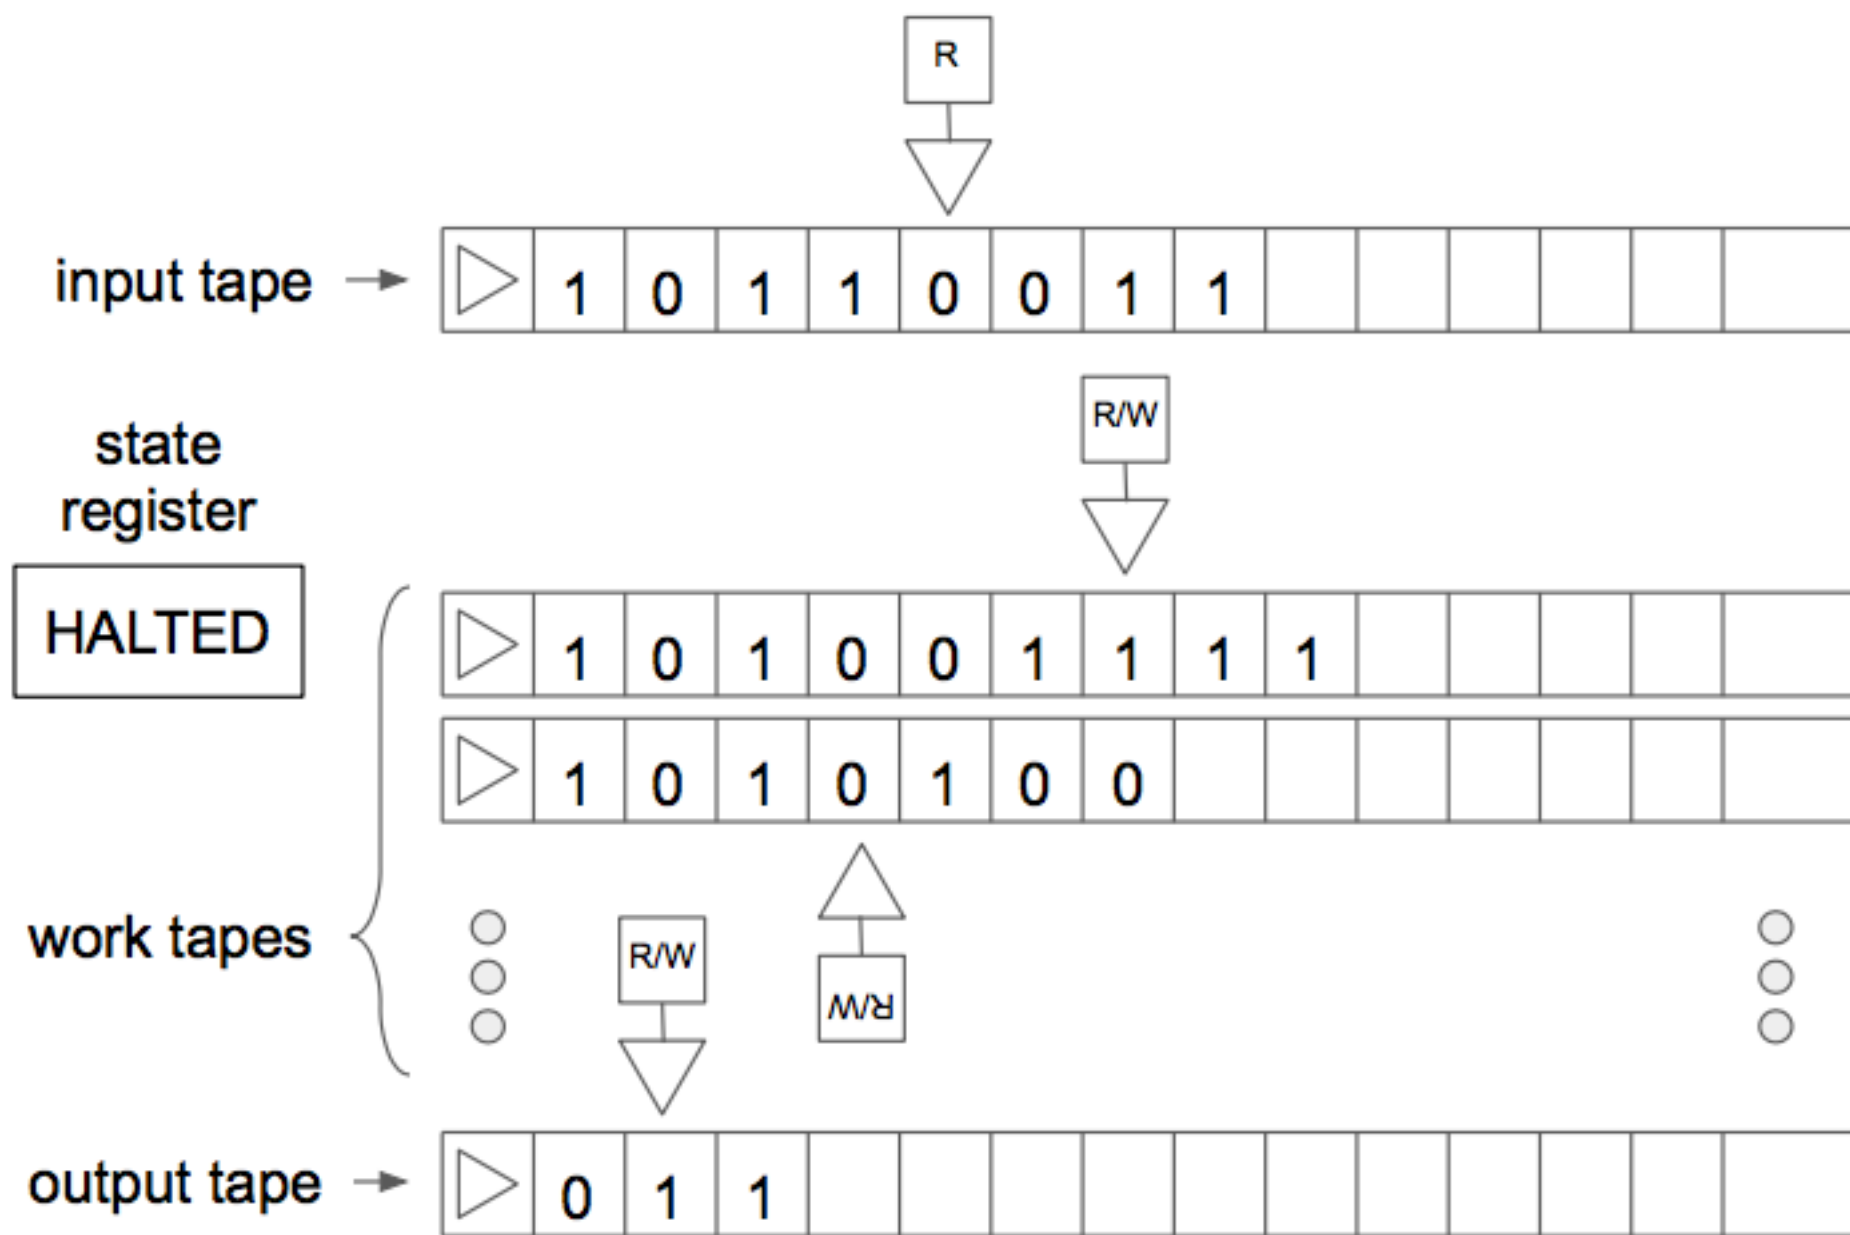 R
input tape
1 0 1 1 0 0 1 1
R/W
state
register
HALTED
1 0 1 0 0 1 1 1 1
1 0 1 0 1 0 0
work tapes
R/W
R/W
output tape
0 1 1